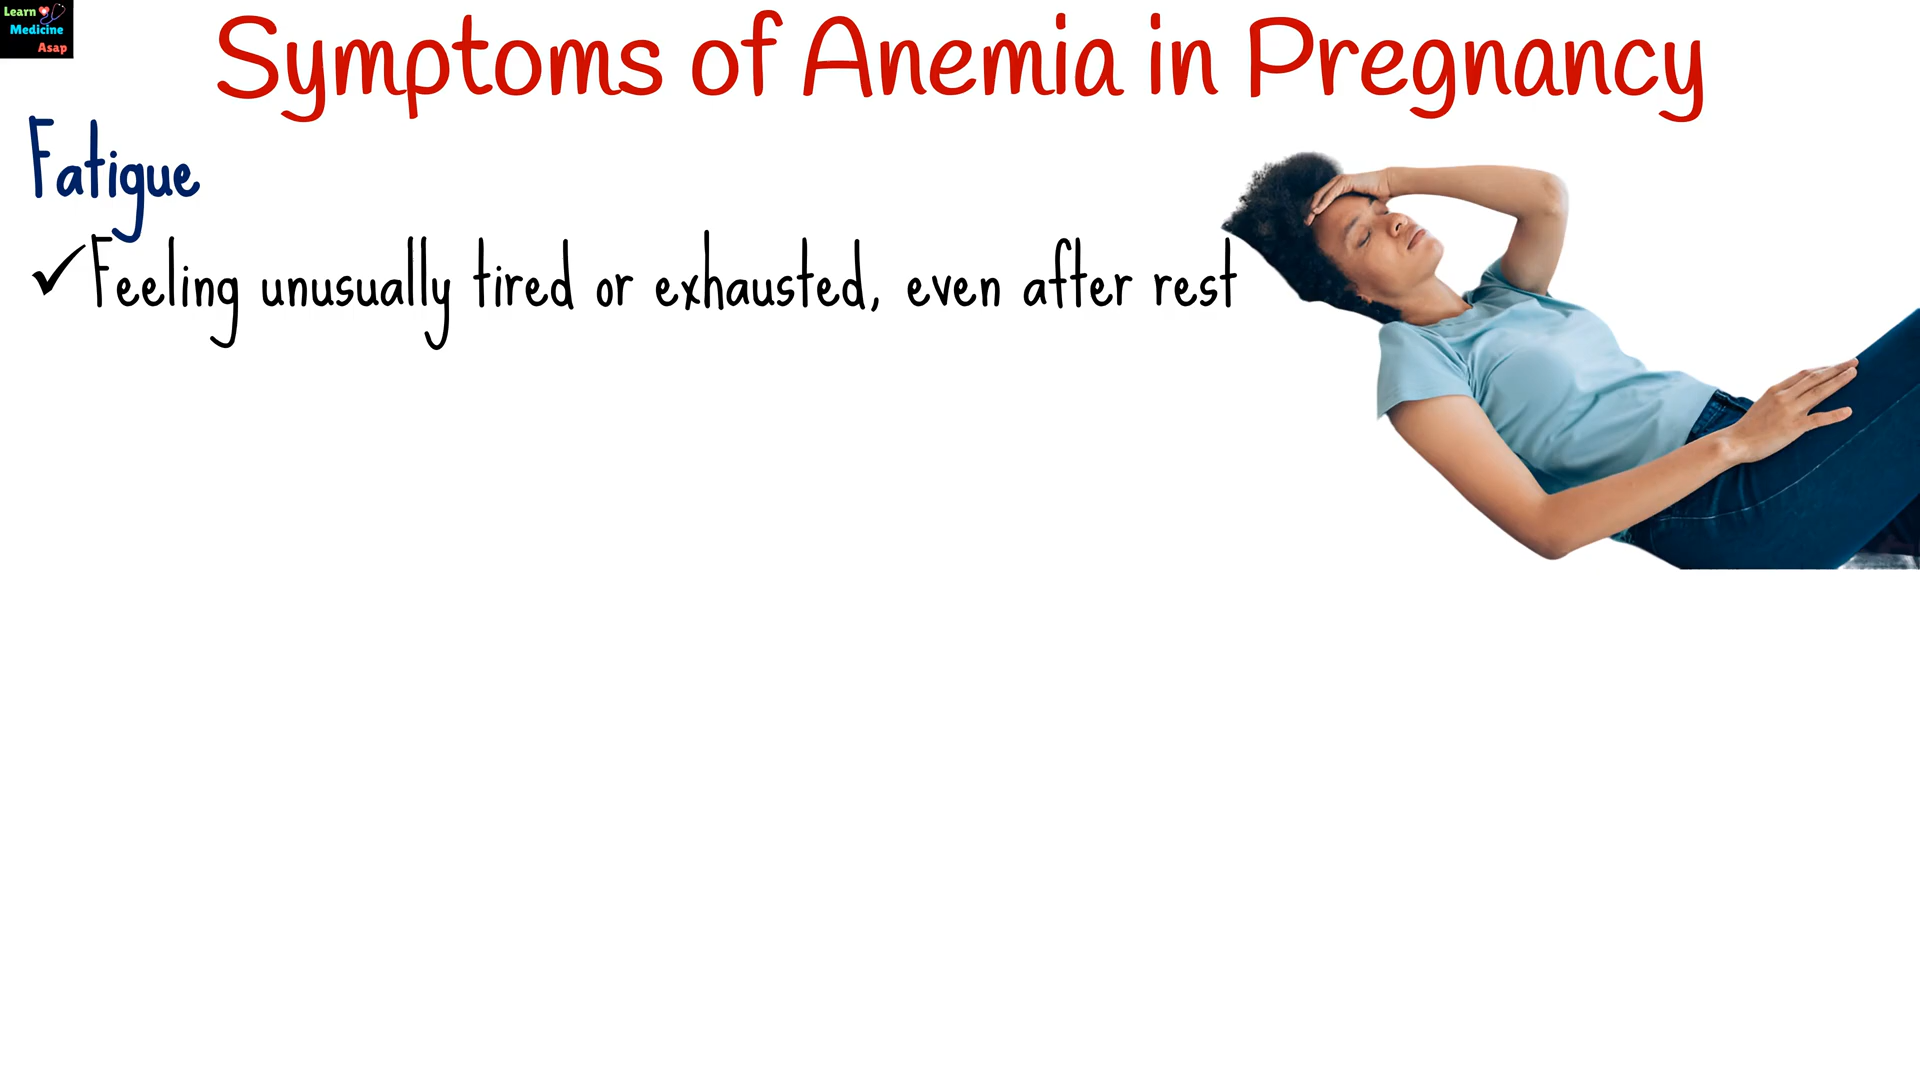 Learn
Medicine
Asap
Symptoms of Anemia in Pregnancy
Fatigue
✓Feeling unusually tired or exhausted, even after rest